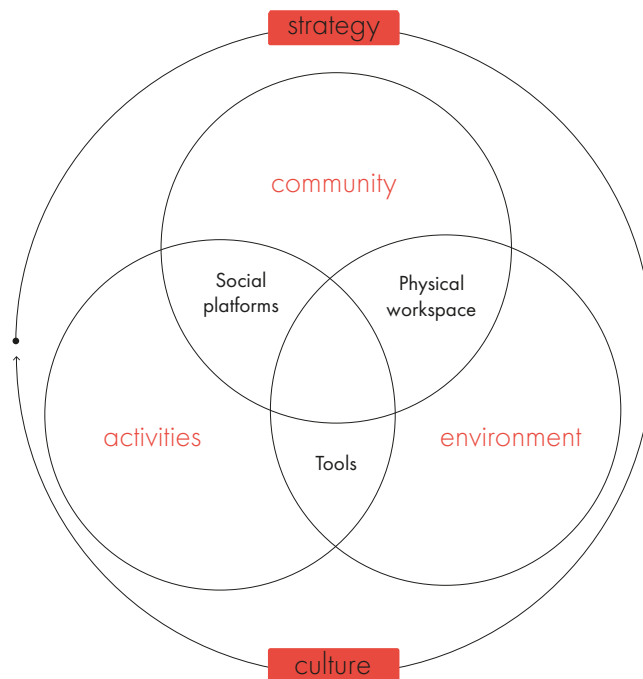 strategy
community
Social
platforms
Physical
workspace
activities
environment
Tools
culture